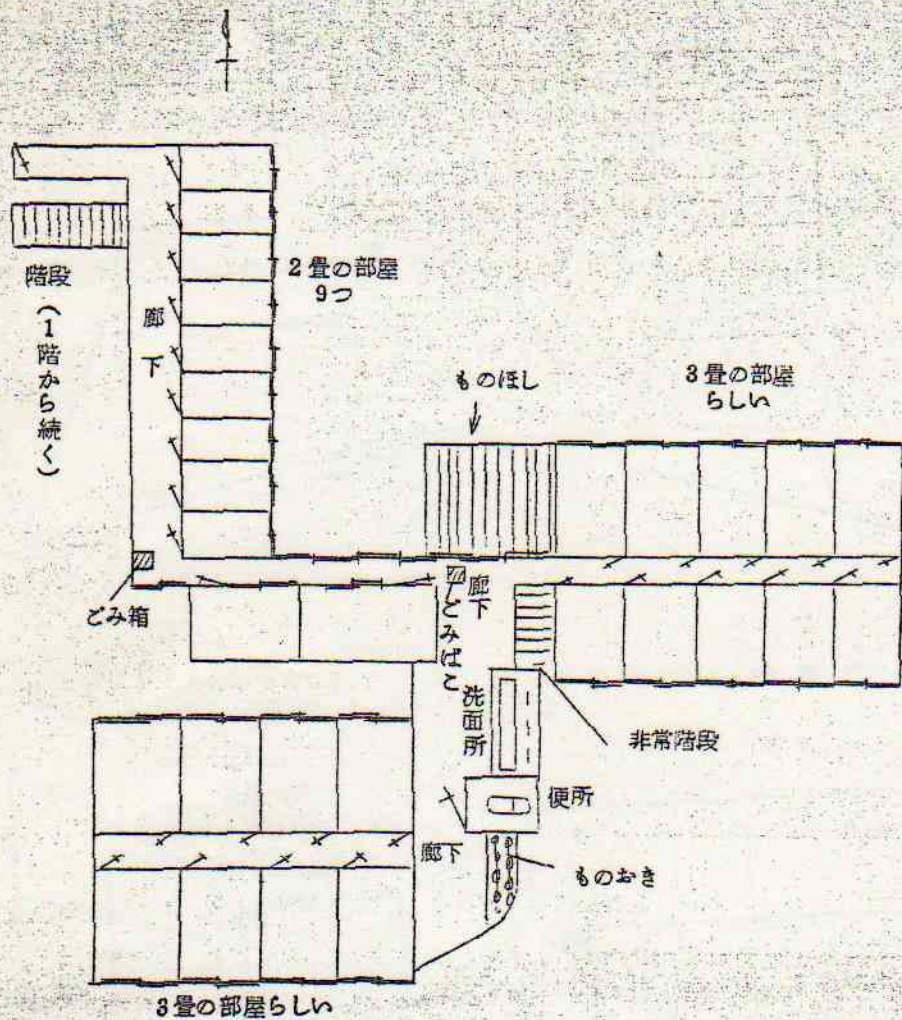 2畳の部屋
9つ
階段
(1階から続く)
廊下
ものほし
3畳の部屋
らしい
ごみ箱
廊下
ごみばこ
洗面所
非常階段
便所
廊下
ものおき
3畳の部屋らしい